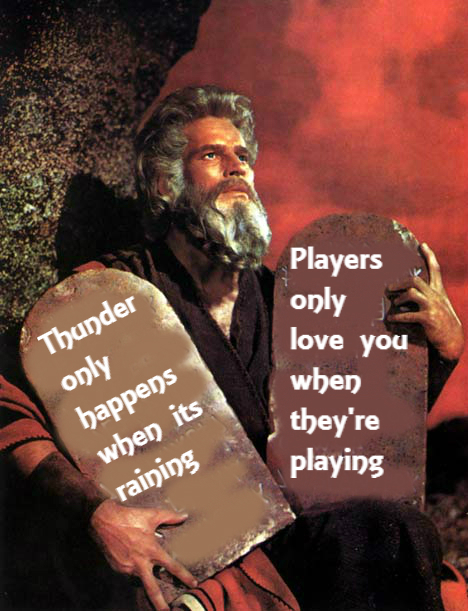 Thunder
only
happens
when its
raining
Players
only
love you
when
they're
playing